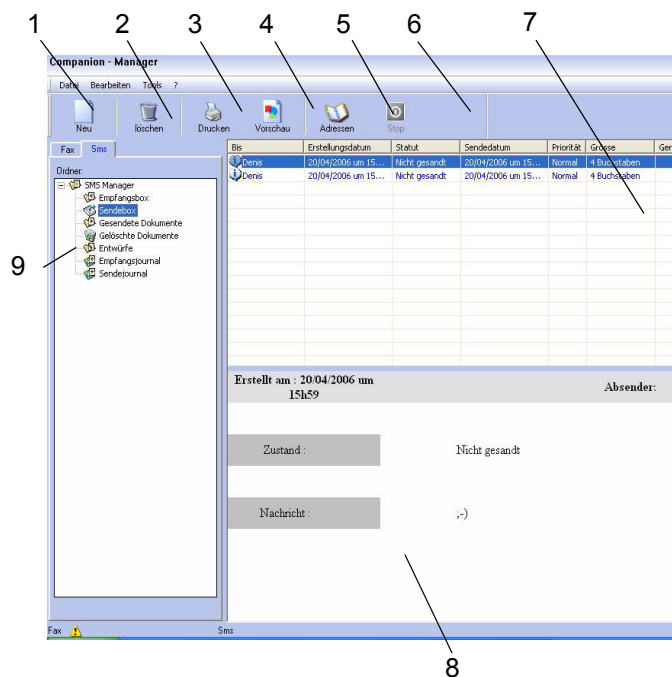 1 2 3 4 5 6 7
Companion - Manager
Datei Bearbeiten Tools ?
Neu löschen Drucken Vorschau Adressen Stop
Fax Sms
Bis Erstellungsdatum Statut Sendedatum Priorität Grösse Ger
Denis 20/04/2006 um 15... Nicht gesandt 20/04/2006 um 15... Normal 4 Buchstaben
Denis 20/04/2006 um 15... Nicht gesandt 20/04/2006 um 15... Normal 4 Buchstaben
Ordner:
SMS Manager
Empfangsbox
Sendebox
Gesendete Dokumente
Gelöschte Dokumente
Entwürfe
Empfangsjournal
Sendejournal
9
Erstellt am : 20/04/2006 um
15h59
Absender:
Zustand : Nicht gesandt
Nachricht : ;-)
Fax Sms
8